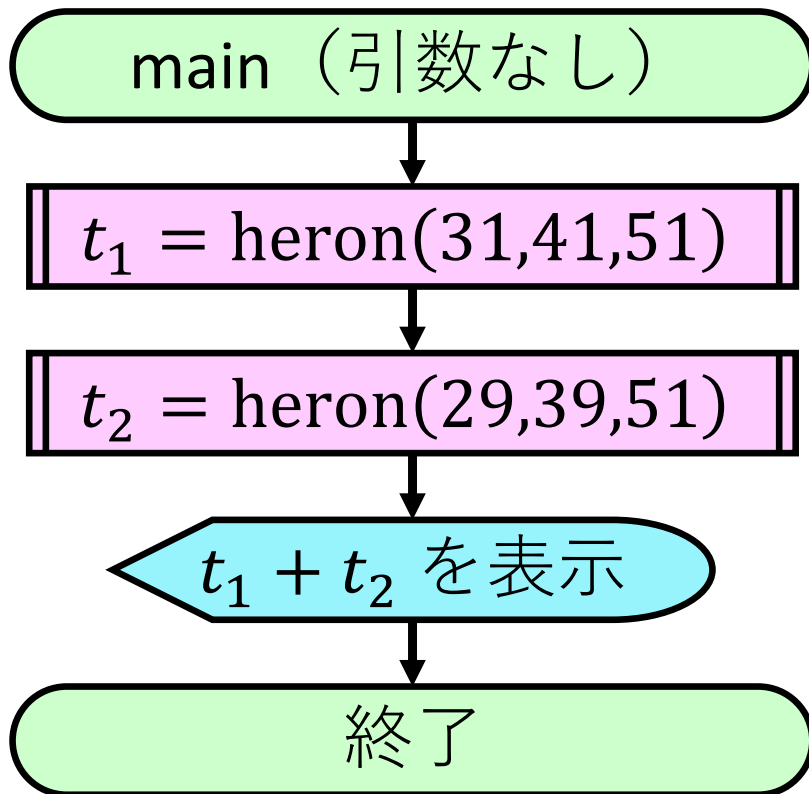 main（引数なし）
t₁ = heron(31,41,51)
t₂ = heron(29,39,51)
t₁ + t₂ を表示
終了